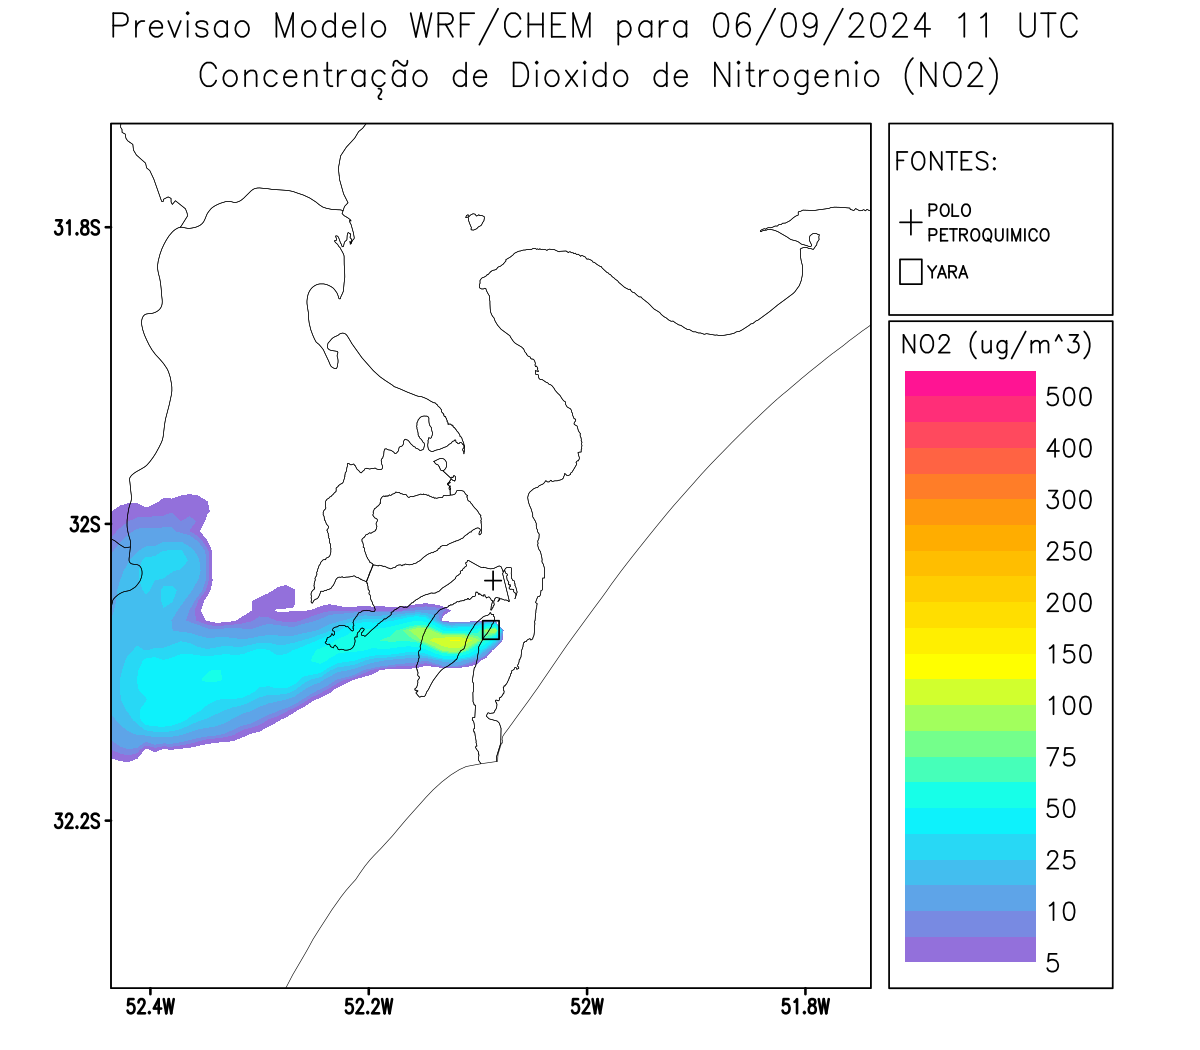 Previsao Modelo WRF/CHEM para 06/09/2024 11 UTC
Concentração de Dioxido de Nitrogenio (NO2)
FONTES:
POLO
PETROQUIMICO
YARA
NO2 (ug/m^3)
500
400
300
250
200
150
100
75
50
25
10
5
31.8S
32S
32.2S
52.4W
52.2W
52W
51.8W